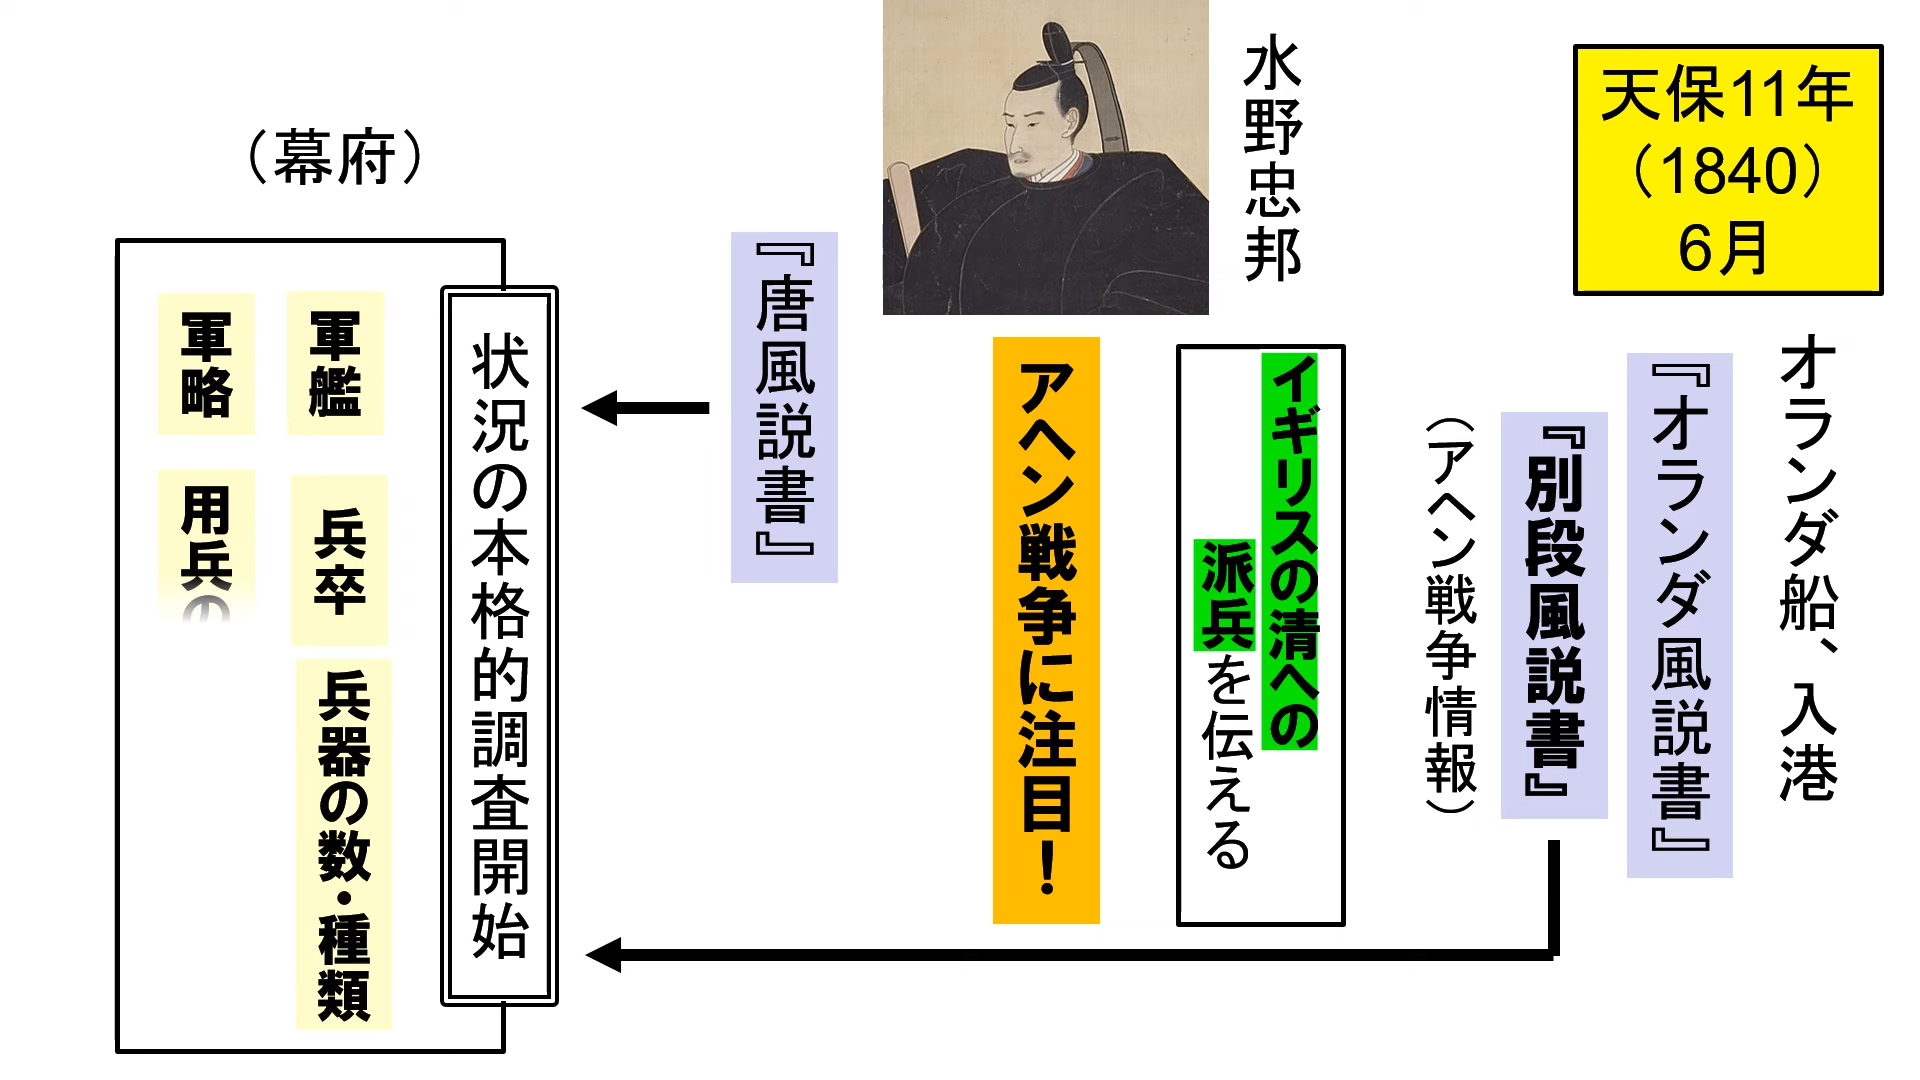 天保11年
（1840）
6月
オランダ船、入港
『オランダ風説書』
『別段風説書』
（アヘン戦争情報）
水野忠邦
イギリスの清への
派兵を伝える
アヘン戦争に注目！
『唐風説書』
（幕府）
状況の本格的調査開始
軍艦
兵卒
兵器の数・種類
軍略
用兵の